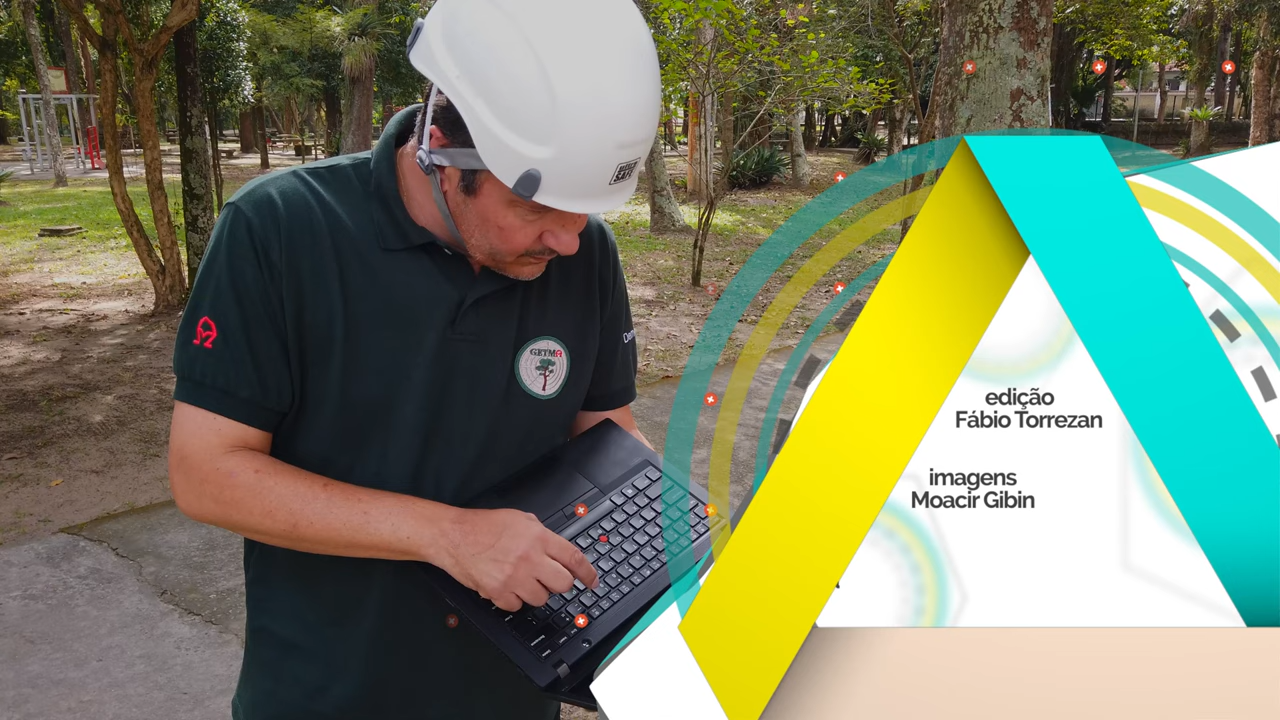 GETMA
edição
Fábio Torrezan
imagens
Moacir Gibin